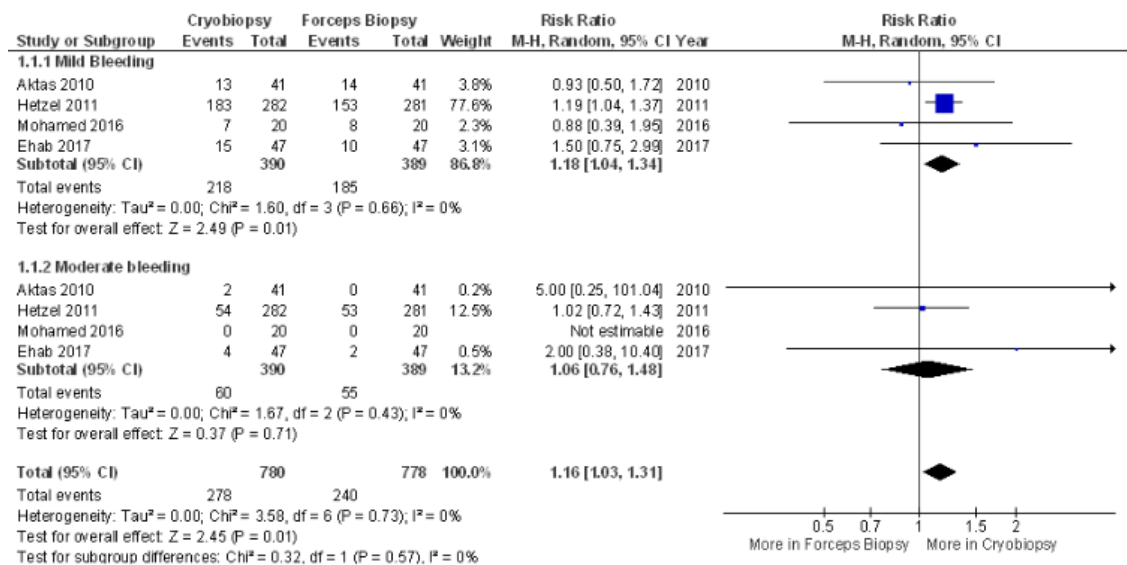 Cryobiopsy Forceps Biopsy Risk Ratio Risk Ratio
Study or Subgroup Events Total Events Total Weight M-H, Random, 95% CI Year M-H, Random, 95% CI
1.1.1 Mild Bleeding
Aktas 2010 13 41 14 41 3.8% 0.93 [0.50, 1.72] 2010
Hetzel 2011 183 282 153 281 77.6% 1.19 [1.04, 1.37] 2011
Mohamed 2016 7 20 8 20 2.3% 0.88 [0.39, 1.95] 2016
Ehab 2017 15 47 10 47 3.1% 1.50 [0.75, 2.99] 2017
Subtotal (95% CI) 390 389 86.8% 1.18 [1.04, 1.34]
Total events 218 185
Heterogeneity: Tau² = 0.00; Chi² = 1.60, df = 3 (P = 0.66); I² = 0%
Test for overall effect: Z = 2.49 (P = 0.01)
1.1.2 Moderate bleeding
Aktas 2010 2 41 0 41 0.2% 5.00 [0.25, 101.04] 2010
Hetzel 2011 54 282 53 281 12.5% 1.02 [0.72, 1.43] 2011
Mohamed 2016 0 20 0 20 Not estimable 2016
Ehab 2017 4 47 2 47 0.5% 2.00 [0.38, 10.40] 2017
Subtotal (95% CI) 390 389 13.2% 1.06 [0.76, 1.48]
Total events 60 55
Heterogeneity: Tau² = 0.00; Chi² = 1.67, df = 2 (P = 0.43); I² = 0%
Test for overall effect: Z = 0.37 (P = 0.71)
Total (95% CI) 780 778 100.0% 1.16 [1.03, 1.31]
Total events 278 240
Heterogeneity: Tau² = 0.00; Chi² = 3.58, df = 6 (P = 0.73); I² = 0%
Test for overall effect: Z = 2.45 (P = 0.01)
Test for subgroup differences: Chi² = 0.32, df = 1 (P = 0.57), I² = 0%
0.5 0.7 1 1.5 2
More in Forceps Biopsy More in Cryobiopsy